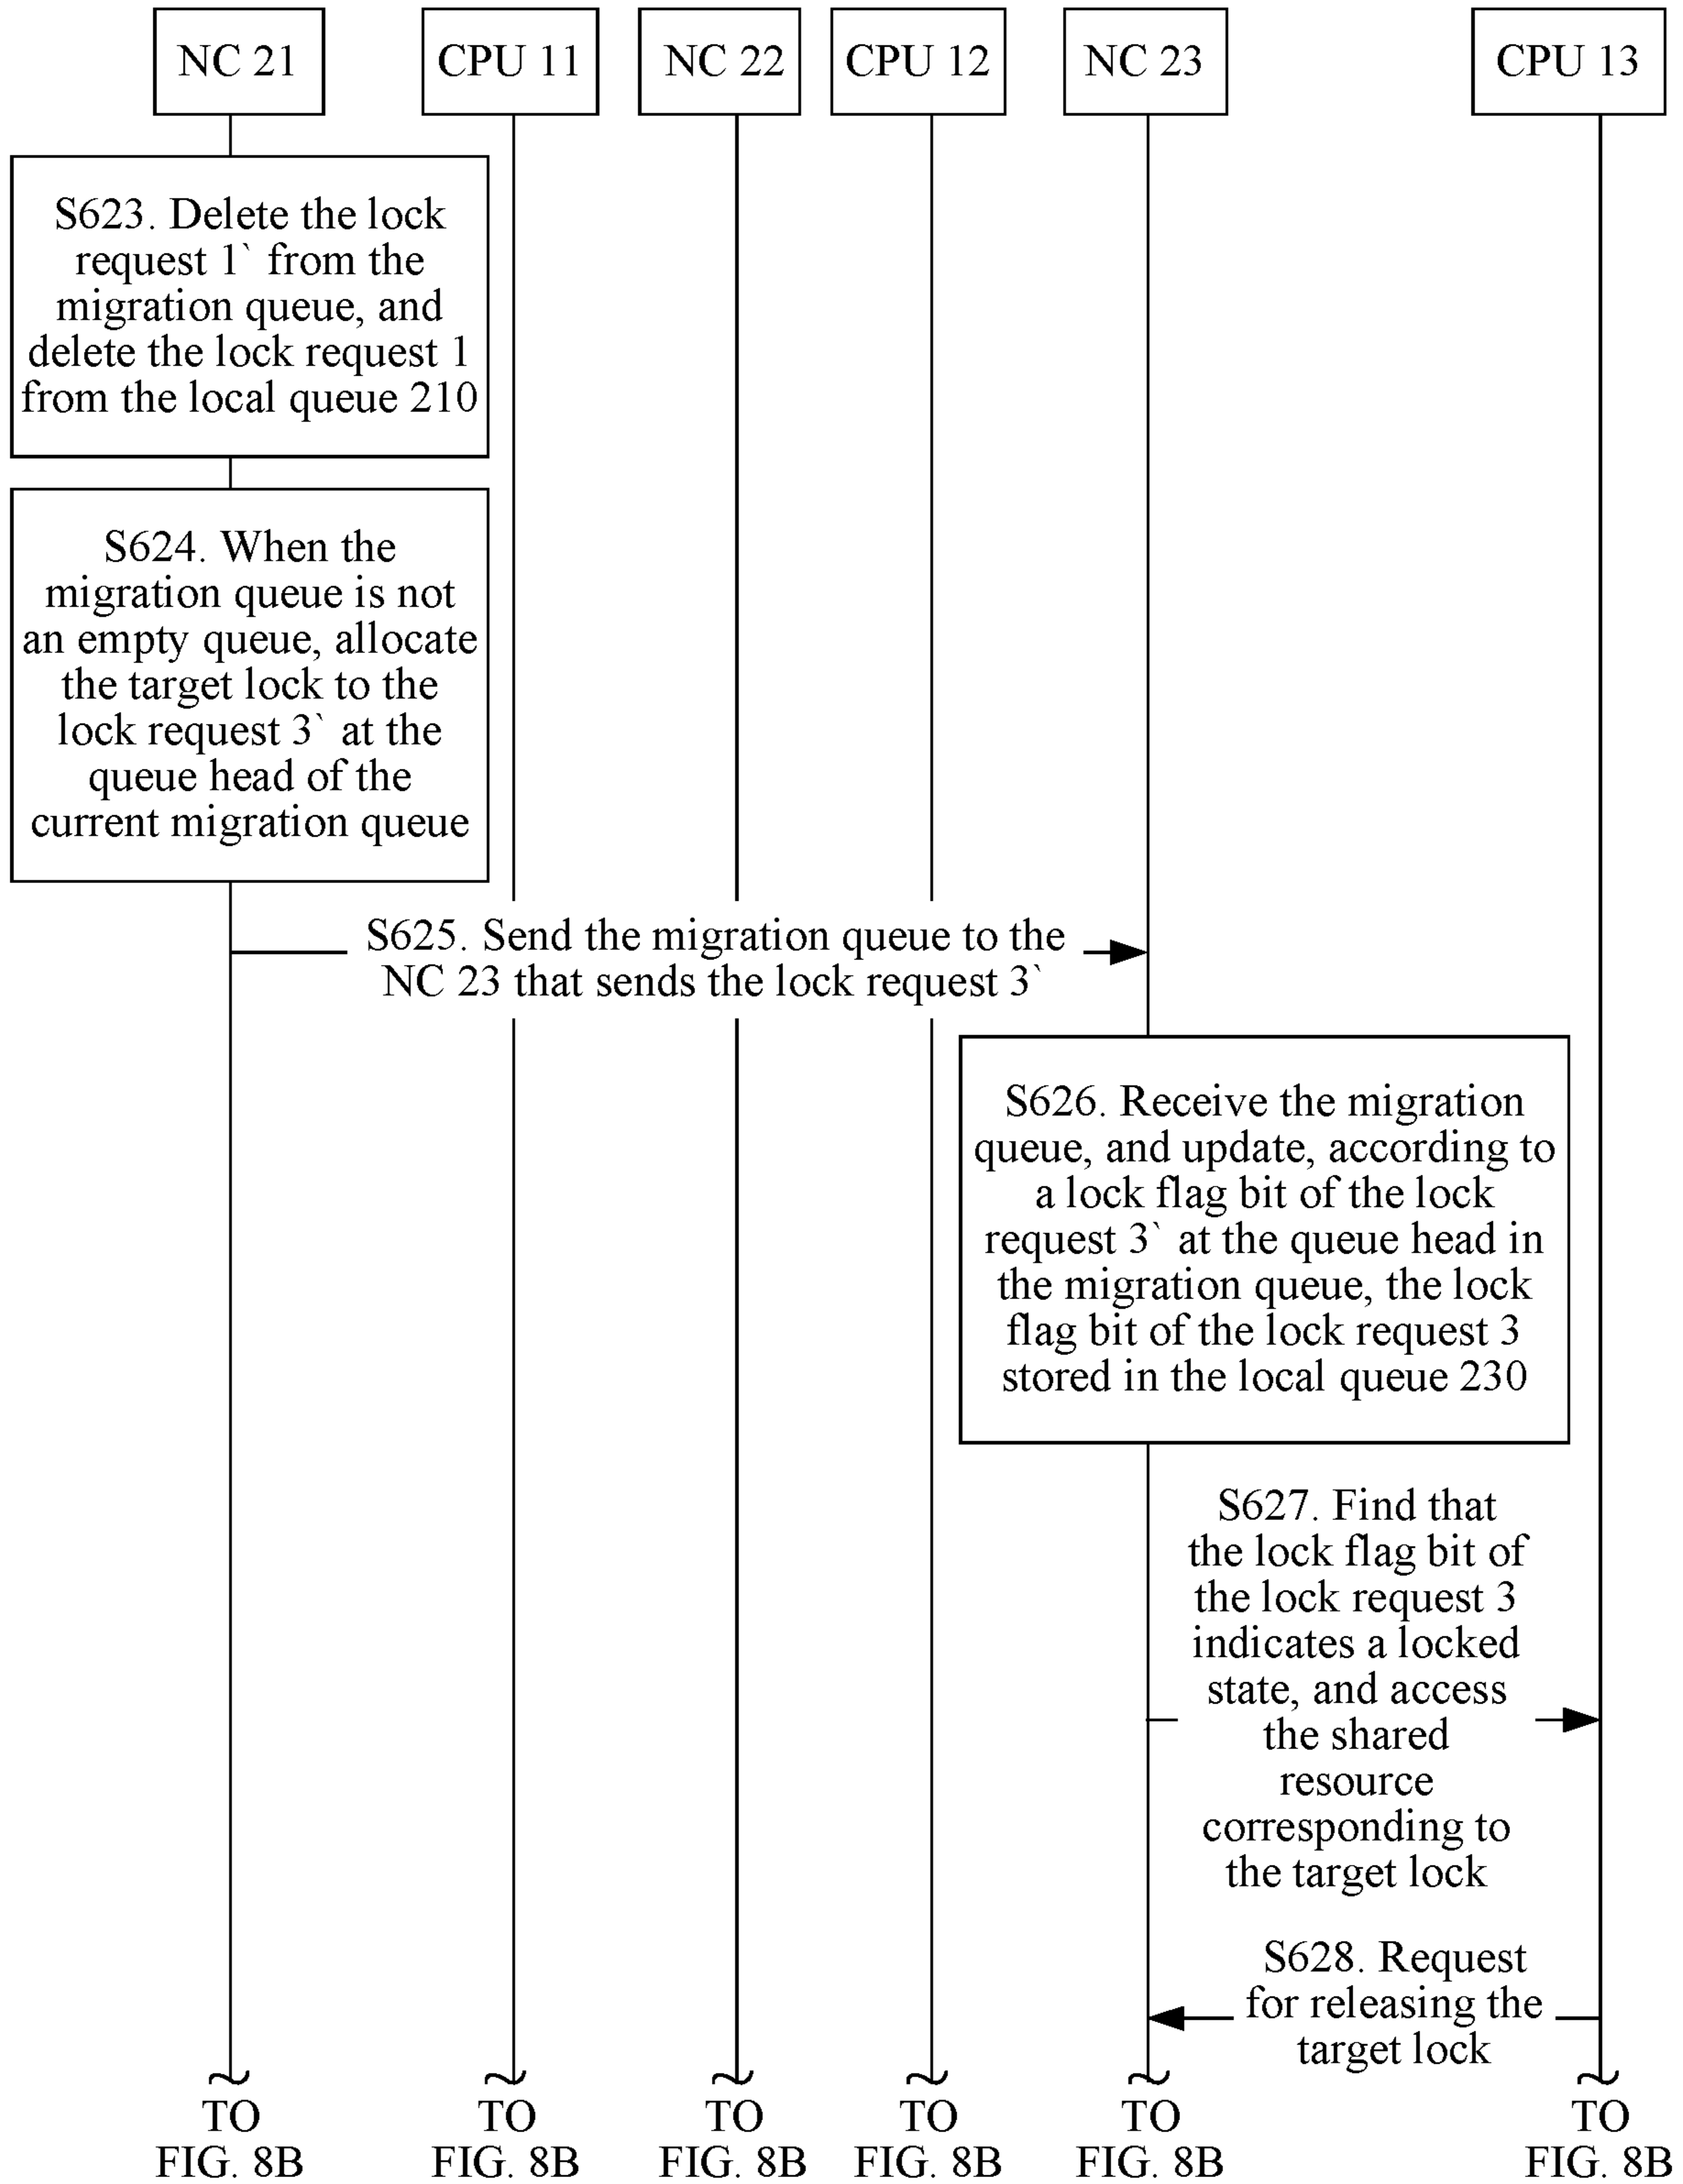 NC 21
CPU 11
NC 22
CPU 12
NC 23
CPU 13
S623. Delete the lock
request 1` from the
migration queue, and
delete the lock request 1
from the local queue 210
S624. When the
migration queue is not
an empty queue, allocate
the target lock to the
lock request 3` at the
queue head of the
current migration queue
S625. Send the migration queue to the
NC 23 that sends the lock request 3`
S626. Receive the migration
queue, and update, according to
a lock flag bit of the lock
request 3` at the queue head in
the migration queue, the lock
flag bit of the lock request 3
stored in the local queue 230
S627. Find that
the lock flag bit of
the lock request 3
indicates a locked
state, and access
the shared
resource
corresponding to
the target lock
S628. Request
for releasing the
target lock
TO
FIG. 8B
TO
FIG. 8B
TO
FIG. 8B
TO
FIG. 8B
TO
FIG. 8B
TO
FIG. 8B